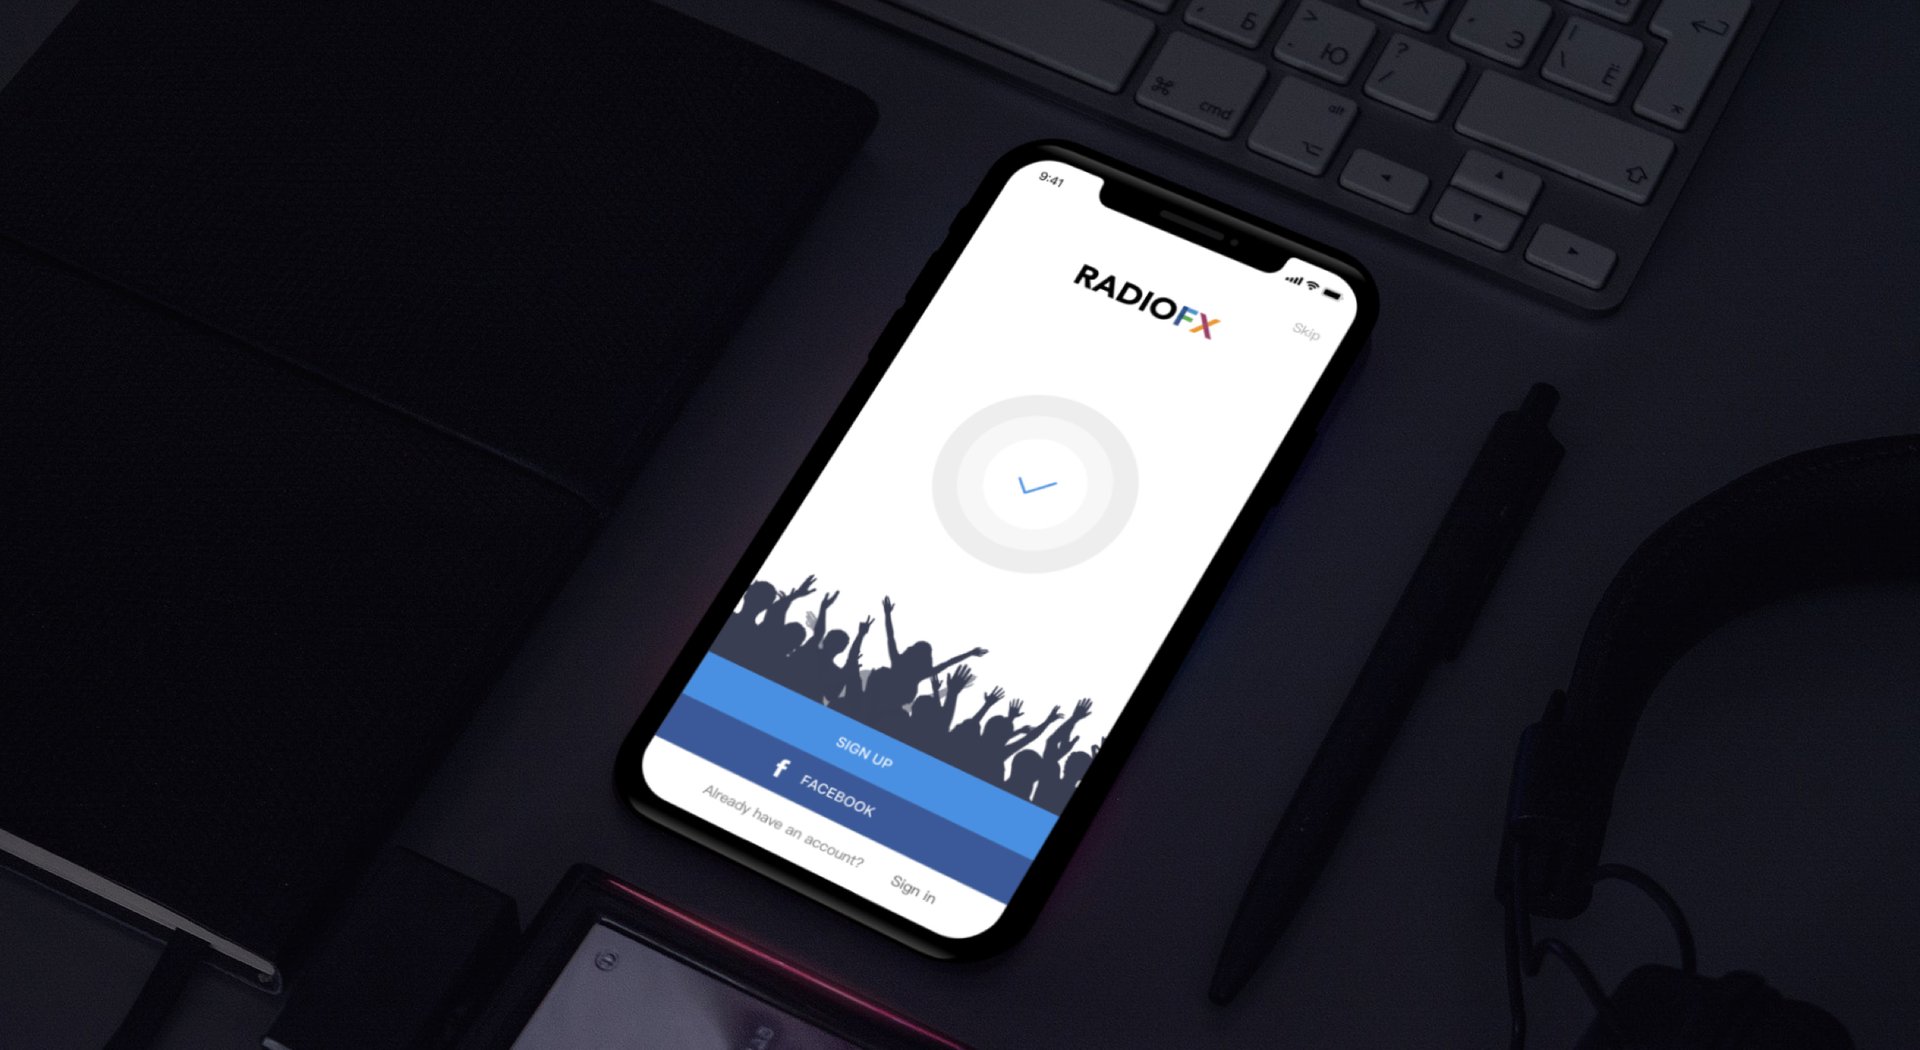 Б
Ю
Ж
Э
Ё
>
.
?
/
\
cmd
alt
9:41
RADIOFX
Skip
SIGN UP
f FACEBOOK
Already have an account? Sign in